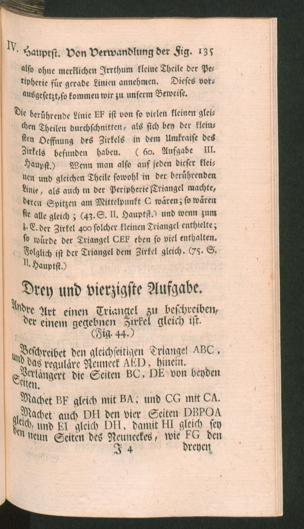 IV. Hauptst. Von Verwandlung der Fig. 135
also ohne merklichen Irrthum kleine Theile der Pe-
ripherie für gerade Linien annehmen. Dieses vor-
ausgesetzt, so kommen wir zu unserm Beweise.
Die berührende Linie EF ist von so vielen kleinen glei-
chen Theilen durchschnitten, als sich bey der klein-
sten Oeffnung des Zirkels in dem Umkraise des
Zirkels befunden haben. (60. Aufgabe III.
Hauptst.) Wenn man also auf jeden dieser klei-
nen und gleichen Theile sowohl in der berührenden
Linie, als auch in der Peripherie Triangel machte,
deren Spitzen am Mittelpunkt C wären; so wären
sie alle gleich; (43. S. II. Hauptst.) und wenn zum
z. E. der Zirkel 400 solcher kleinen Triangel enthielte;
so würde der Triangel CEF eben so viel enthalten.
Folglich ist der Triangel dem Zirkel gleich. (75. S.
II. Hauptst.)
Drey und vierzigste Aufgabe.
Andre Art einen Triangel zu beschreiben,
der einem gegebnen Zirkel gleich ist.
(Fig. 44.)
Beschreibet den gleichseitigen Triangel ABC,
und das reguläre Neuneck AED, hinein.
Verlängert die Seiten BC, DE von beyden
Seiten.
Machet BF gleich mit BA, und CG mit CA.
Machet auch DH den vier Seiten DBPOA
gleich, und EI gleich DH, damit HI gleich sey
den neun Seiten des Neuneckes, wie FG den
J 4 dreyen